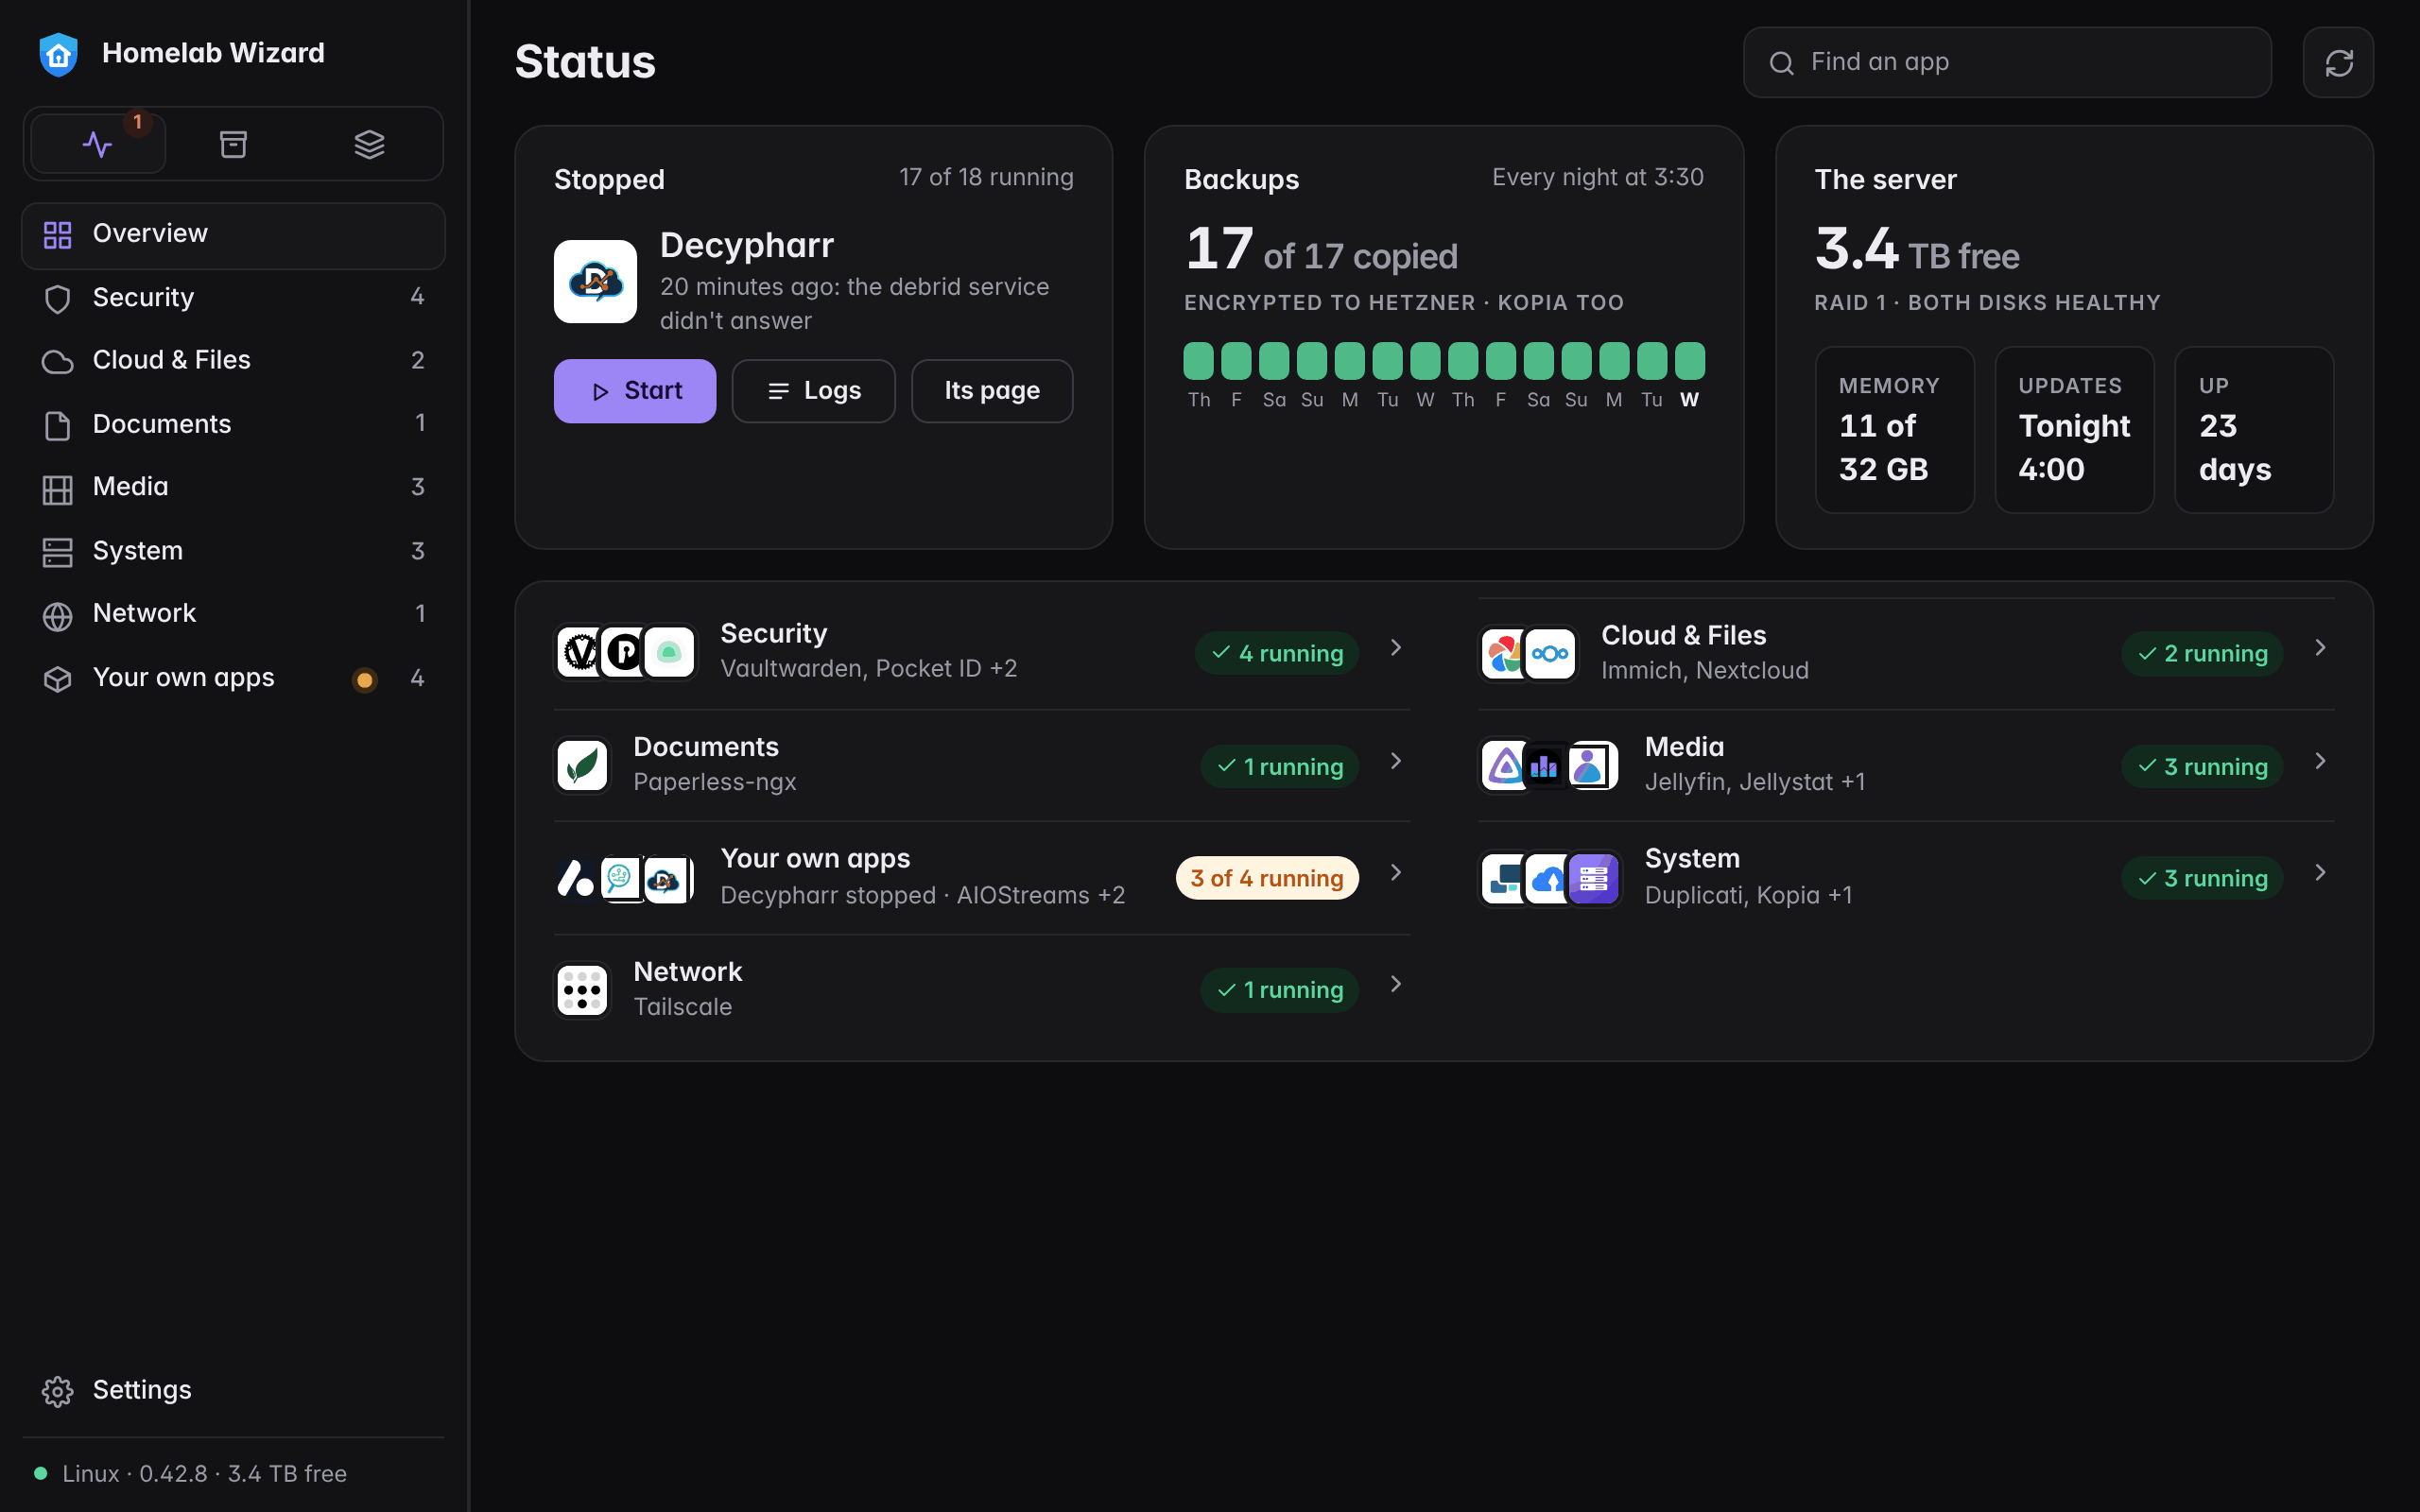 Homelab Wizard
1
Overview
Security 4
Cloud & Files 2
Documents 1
Media 3
System 3
Network 1
Your own apps 4
Settings
Linux · 0.42.8 · 3.4 TB free
Status
Find an app
Stopped
17 of 18 running
Decypharr
20 minutes ago: the debrid service
didn't answer
Start
Logs
Its page
Backups
Every night at 3:30
17 of 17 copied
ENCRYPTED TO HETZNER · KOPIA TOO
Th F Sa Su M Tu W Th F Sa Su M Tu W
The server
3.4 TB free
RAID 1 · BOTH DISKS HEALTHY
MEMORY
11 of
32 GB
UPDATES
Tonight
4:00
UP
23
days
Security
Vaultwarden, Pocket ID +2
4 running
Cloud & Files
Immich, Nextcloud
2 running
Documents
Paperless-ngx
1 running
Media
Jellyfin, Jellystat +1
3 running
Your own apps
Decypharr stopped · AIOStreams +2
3 of 4 running
System
Duplicati, Kopia +1
3 running
Network
Tailscale
1 running